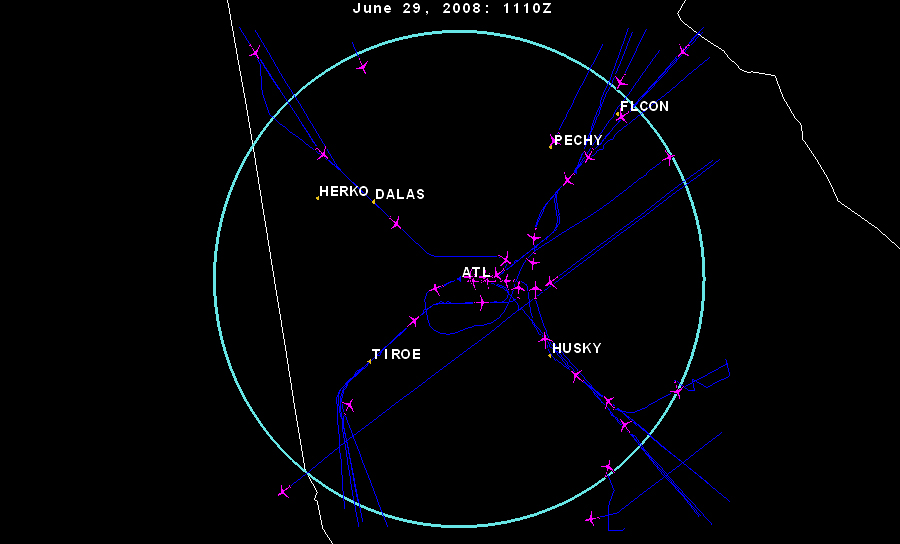 June 29, 2008: 1110Z
FLCON
PECHY
HERKO
DALAS
ATL
HUSKY
TIROE